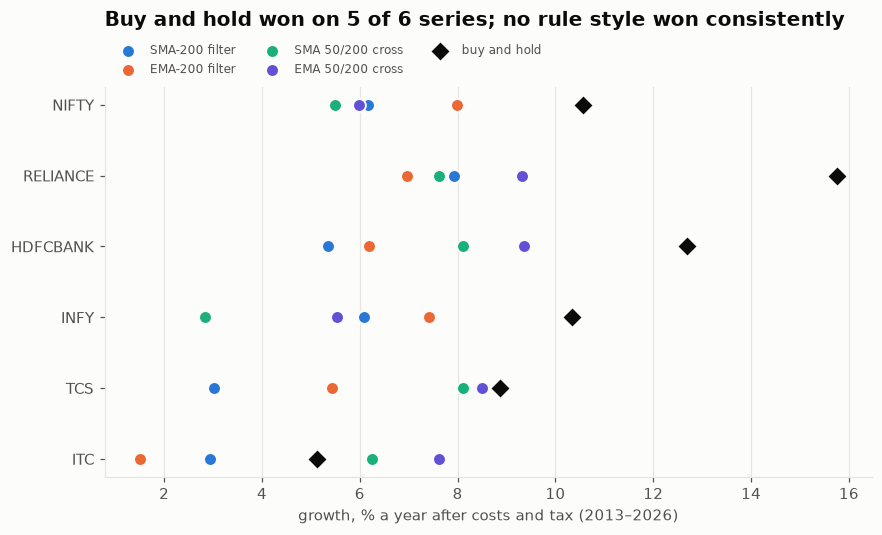 Buy and hold won on 5 of 6 series; no rule style won consistently
SMA-200 filter
EMA-200 filter
SMA 50/200 cross
EMA 50/200 cross
buy and hold
NIFTY
RELIANCE
HDFCBANK
INFY
TCS
ITC
2 4 6 8 10 12 14 16
growth, % a year after costs and tax (2013–2026)